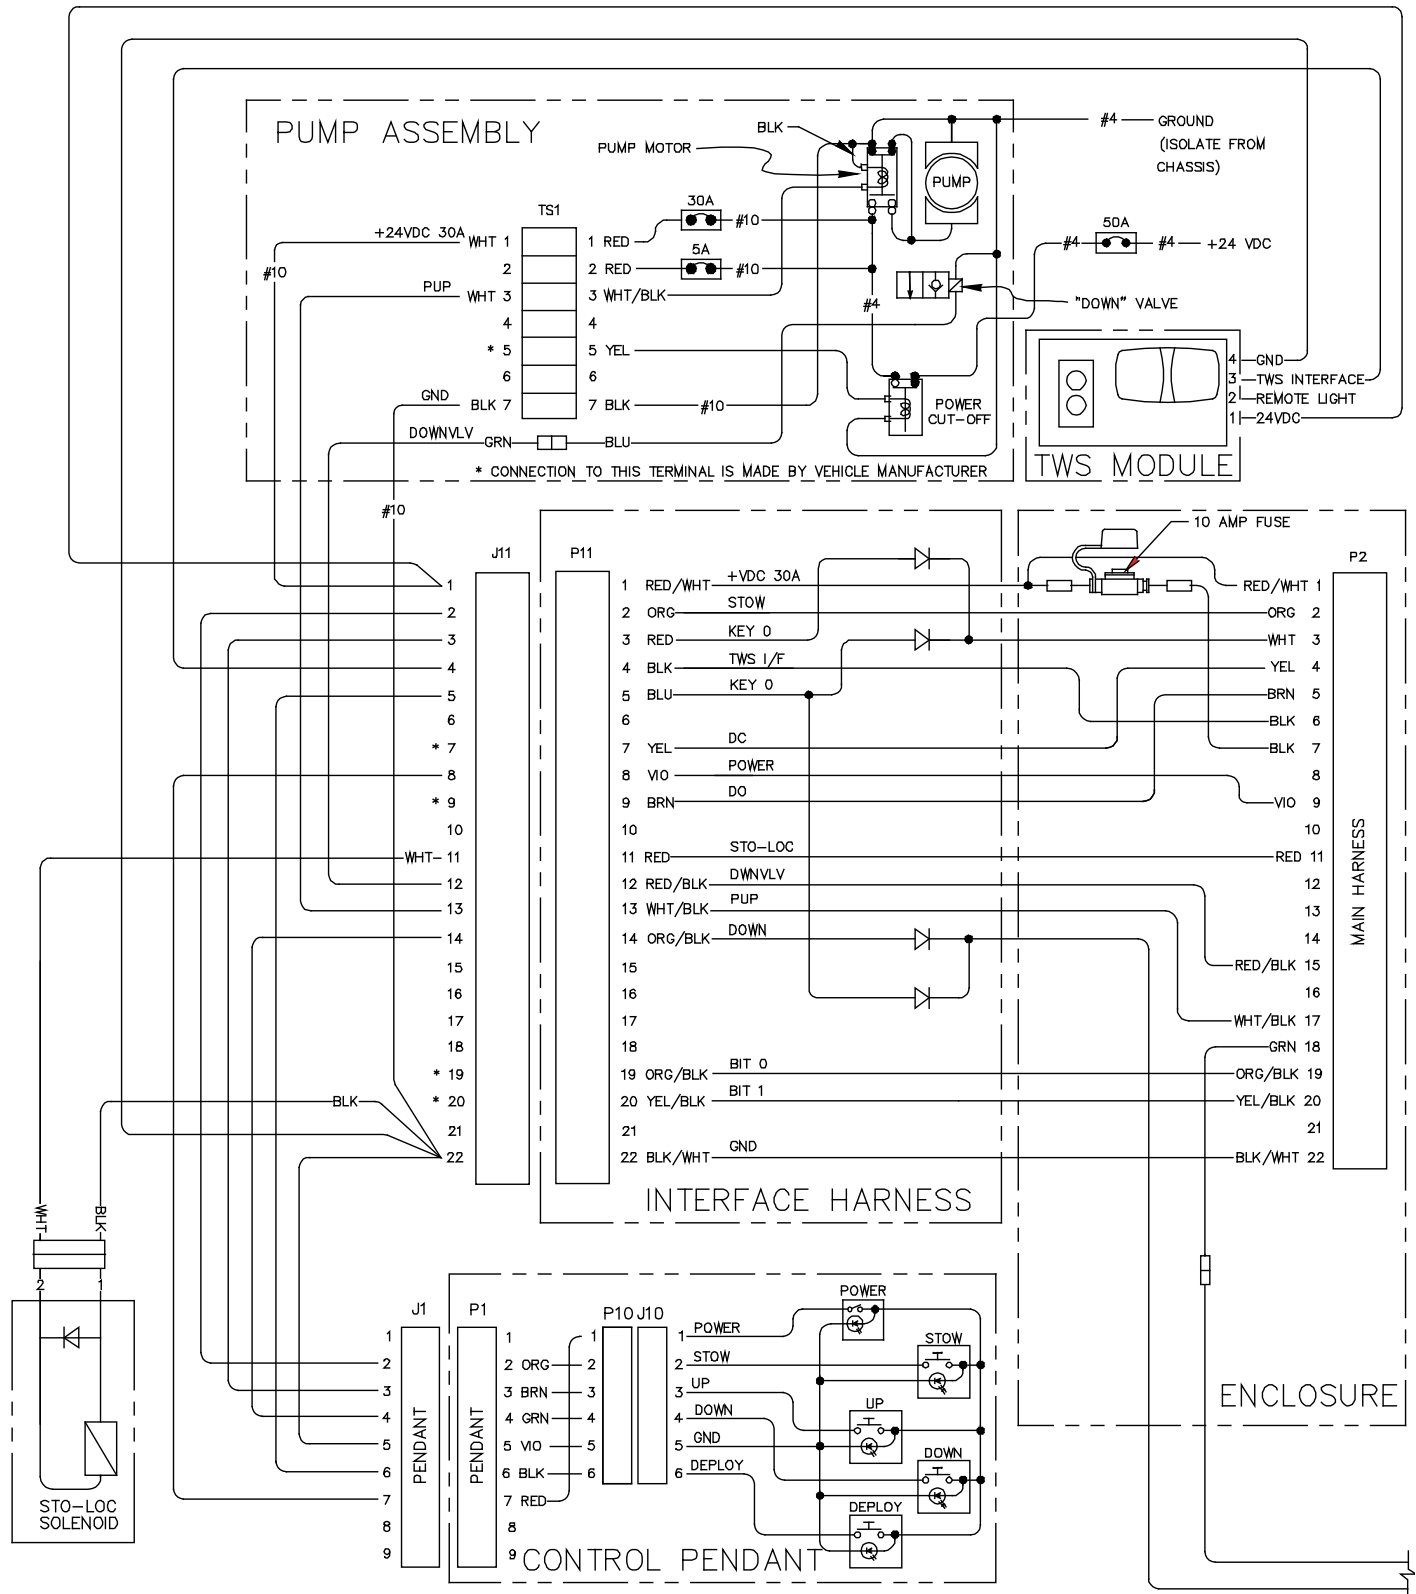 PUMP ASSEMBLY
BLK
PUMP MOTOR
PUMP
#4
GROUND
(ISOLATE FROM
CHASSIS)
50A
#4
#4
+24 VDC
TS1
30A
#10
5A
#10
+24VDC 30A
#10
WHT 1
1 RED
2
2 RED
PUP
WHT 3
3 WHT/BLK
4
4
* 5
5 YEL
6
6
GND
BLK 7
7 BLK
#10
#4
"DOWN" VALVE
POWER
CUT-OFF
DOWNVLV
GRN
BLU
* CONNECTION TO THIS TERMINAL IS MADE BY VEHICLE MANUFACTURER
4 GND
3 TWS INTERFACE
2 REMOTE LIGHT
1 24VDC
TWS MODULE
#10
J11
P11
10 AMP FUSE
P2
1
1 RED/WHT +VDC 30A
RED/WHT 1
2
2 ORG STOW
ORG 2
3
3 RED KEY 0
WHT 3
4
4 BLK TWS I/F
YEL 4
5
5 BLU KEY 0
BRN 5
6
6
BLK 6
* 7
7 YEL DC
BLK 7
8
8 VIO POWER
8
* 9
9 BRN DO
VIO 9
10
10
10
WHT 11
11 RED STO-LOC
RED 11
12
12 RED/BLK DWNVLV
12
13
13 WHT/BLK PUP
13
14
14 ORG/BLK DOWN
14
15
15
RED/BLK 15
16
16
16
17
17
WHT/BLK 17
18
18
GRN 18
* 19
19 ORG/BLK BIT 0
ORG/BLK 19
BLK
* 20
20 YEL/BLK BIT 1
YEL/BLK 20
21
21
21
22
22 BLK/WHT GND
BLK/WHT 22
MAIN HARNESS
INTERFACE HARNESS
ENCLOSURE
WHT
BLK
2
1
STO-LOC
SOLENOID
J1
P1
P10
J10
1
1
1
1 POWER
2
2 ORG
2
2 STOW
3
3 BRN
3
3 UP
4
4 GRN
4
4 DOWN
5
5 VIO
5
5 GND
6
6 BLK
6
6 DEPLOY
7
7 RED
8
8
9
9
PENDANT
PENDANT
POWER
STOW
UP
DOWN
DEPLOY
CONTROL PENDANT